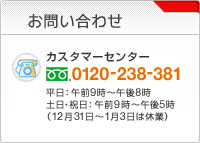 お問い合わせ
カスタマーセンター
0120-238-381
平日：午前9時～午後8時
土日・祝日：午前9時～午後5時
（12月31日～1月3日は休業）